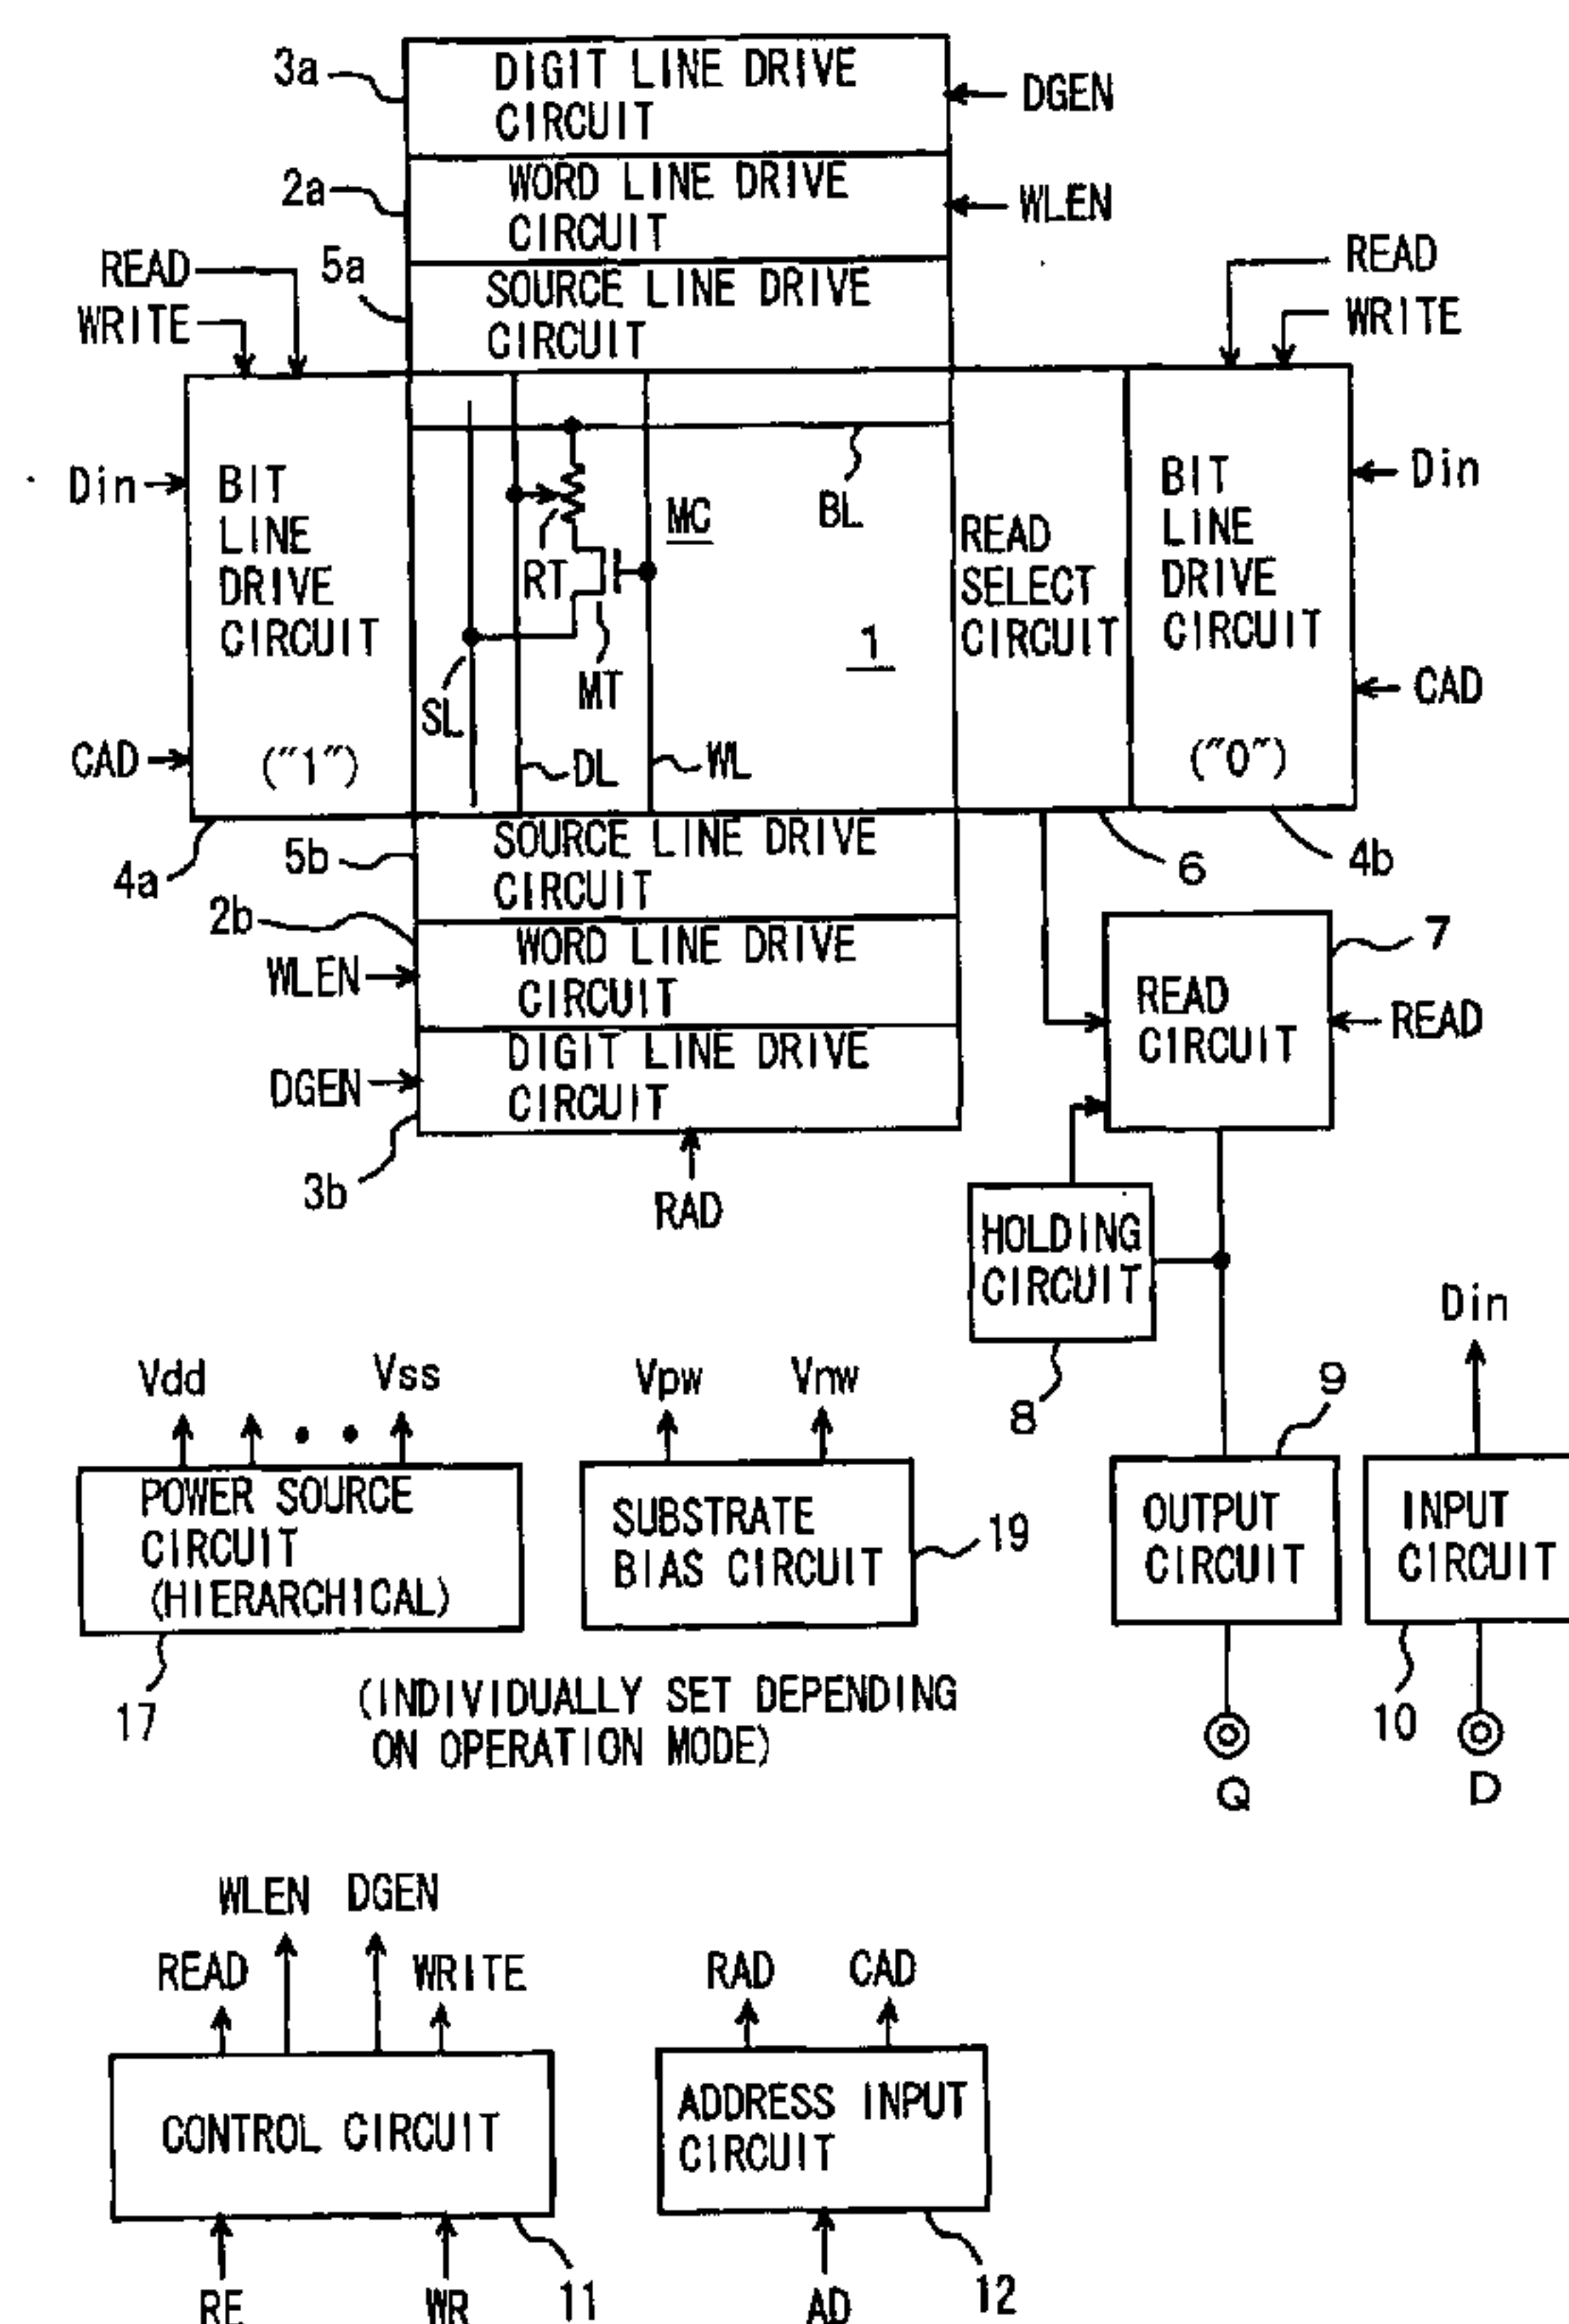 3a
DIGIT LINE DRIVE
CIRCUIT
DGEN
2a
WORD LINE DRIVE
CIRCUIT
WLEN
READ
WRITE
5a
SOURCE LINE DRIVE
CIRCUIT
READ
WRITE
Din
BIT
LINE
DRIVE
CIRCUIT
CAD
("1")
4a
RT
MC
BL
MT
SL
DL
WL
1
READ
SELECT
CIRCUIT
BIT
LINE
DRIVE
CIRCUIT
("0")
Din
CAD
6
4b
5b
SOURCE LINE DRIVE
CIRCUIT
2b
WLEN
WORD LINE DRIVE
CIRCUIT
DGEN
DIGIT LINE DRIVE
CIRCUIT
3b
RAD
7
READ
CIRCUIT
READ
HOLDING
CIRCUIT
8
Din
Vdd
Vss
Vpw
Vnw
9
POWER SOURCE
CIRCUIT
(HIERARCHICAL)
17
SUBSTRATE
BIAS CIRCUIT
19
OUTPUT
CIRCUIT
INPUT
CIRCUIT
10
(INDIVIDUALLY SET DEPENDING
ON OPERATION MODE)
Q
D
WLEN
DGEN
READ
WRITE
RAD
CAD
CONTROL CIRCUIT
ADDRESS INPUT
CIRCUIT
RE
WR
11
AD
12